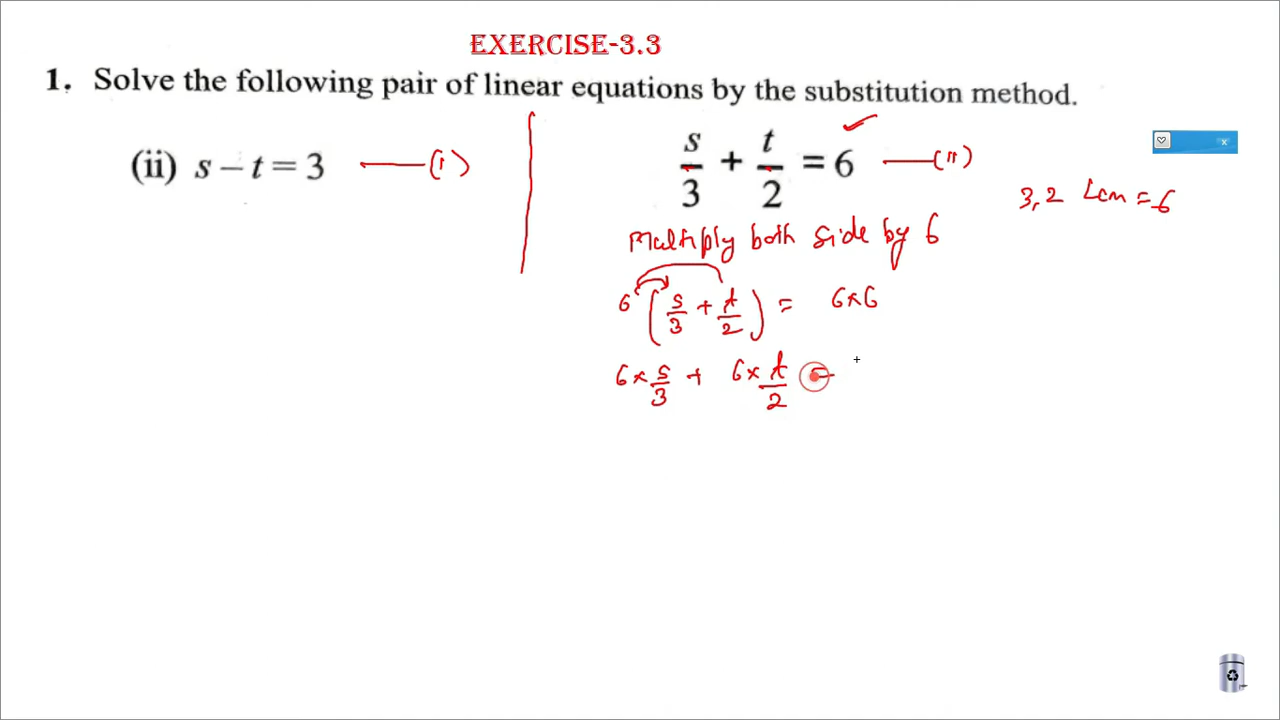 EXERCISE-3.3
1. Solve the following pair of linear equations by the substitution method.
(ii) s – t = 3 —— (I)
s/3 + t/2 = 6 —— (II)
3, 2 Lcm = 6
Multiply both side by 6
6 (s/3 + t/2) = 6×6
6 × s/3 + 6 × t/2 =